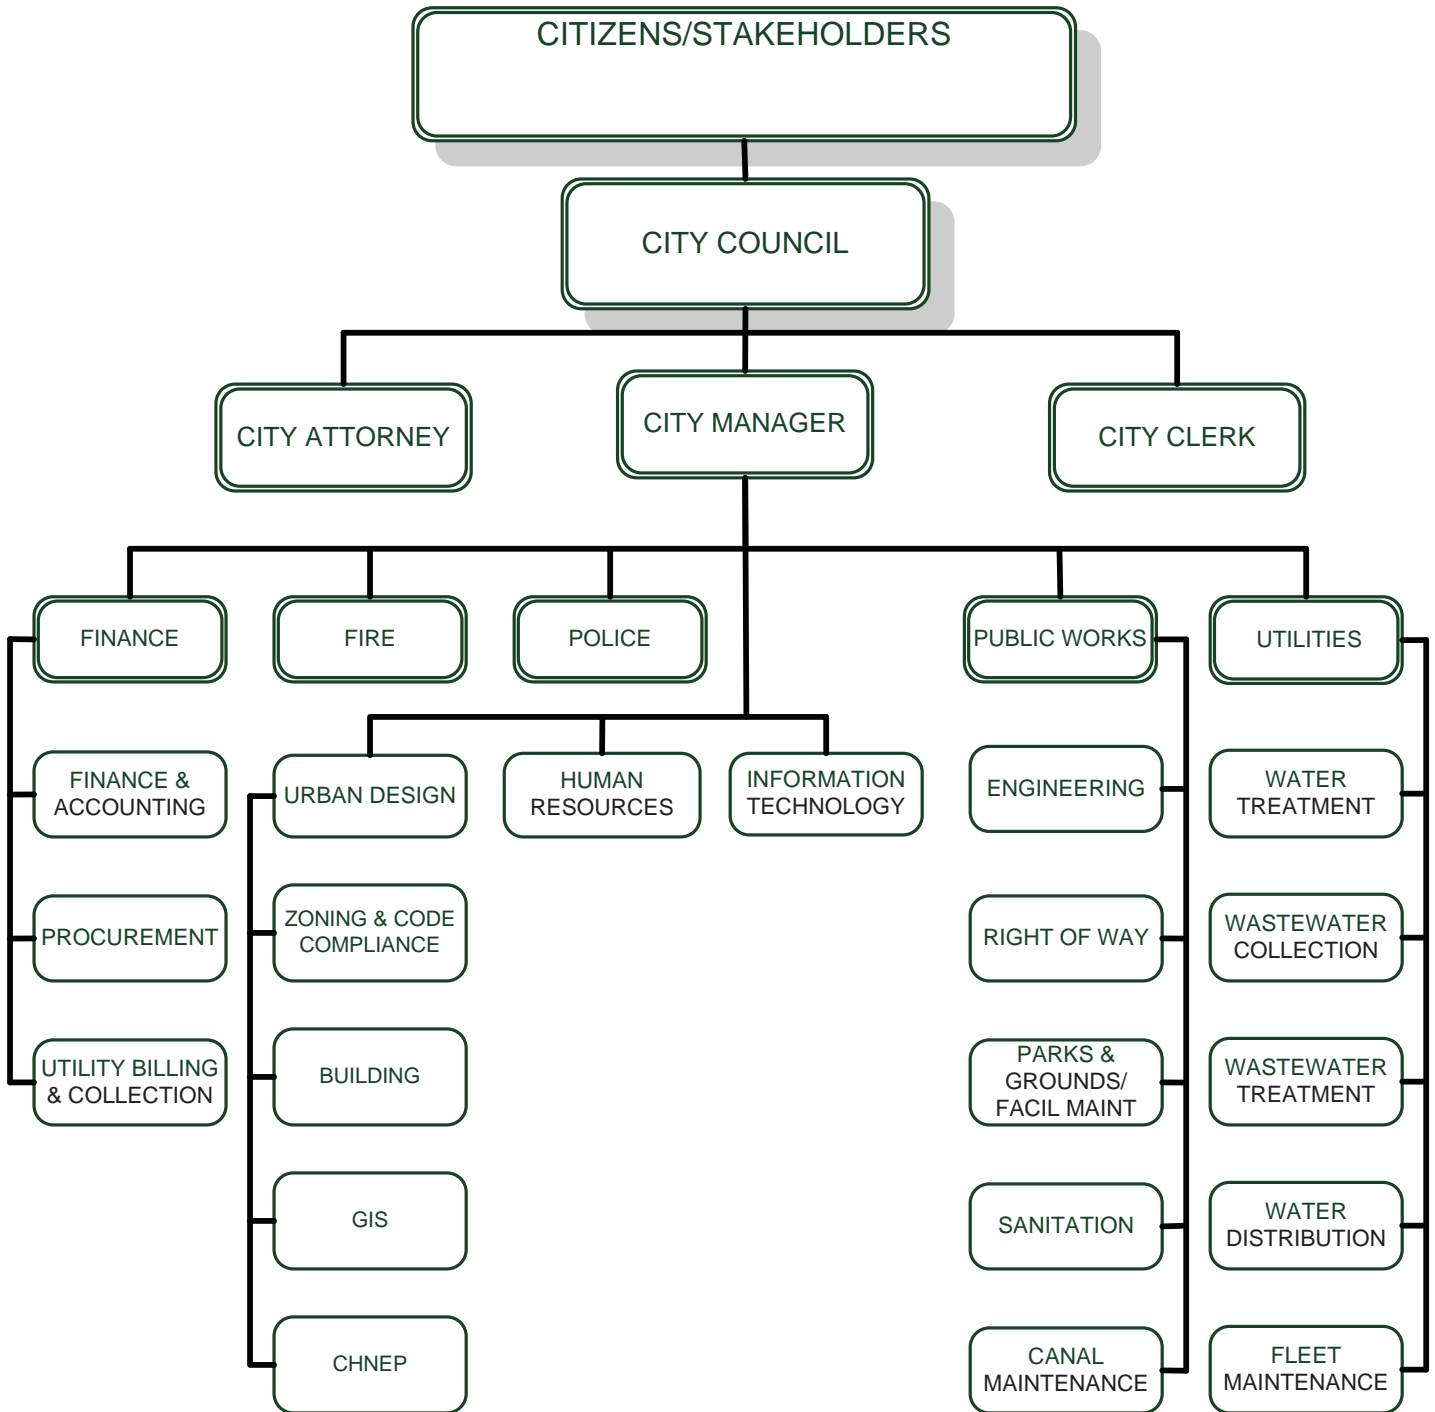 CITIZENS/STAKEHOLDERS
CITY COUNCIL
CITY ATTORNEY
CITY MANAGER
CITY CLERK
FINANCE
FIRE
POLICE
PUBLIC WORKS
UTILITIES
FINANCE &
ACCOUNTING
URBAN DESIGN
HUMAN
RESOURCES
INFORMATION
TECHNOLOGY
ENGINEERING
WATER
TREATMENT
PROCUREMENT
ZONING & CODE
COMPLIANCE
RIGHT OF WAY
WASTEWATER
COLLECTION
UTILITY BILLING
& COLLECTION
BUILDING
PARKS &
GROUNDS/
FACIL MAINT
WASTEWATER
TREATMENT
GIS
SANITATION
WATER
DISTRIBUTION
CHNEP
CANAL
MAINTENANCE
FLEET
MAINTENANCE